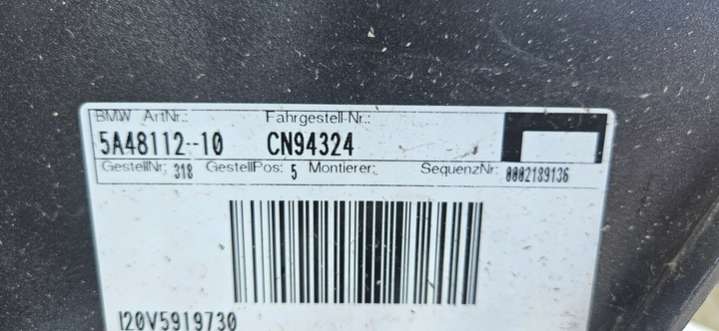 BMW ArtNr.: Fahrgestell-Nr.:
5A48112--10 CN94324
GestellNr: 318 GestellPos: 5 Montierer: SequenzNr: 0002189136
I20V5919730